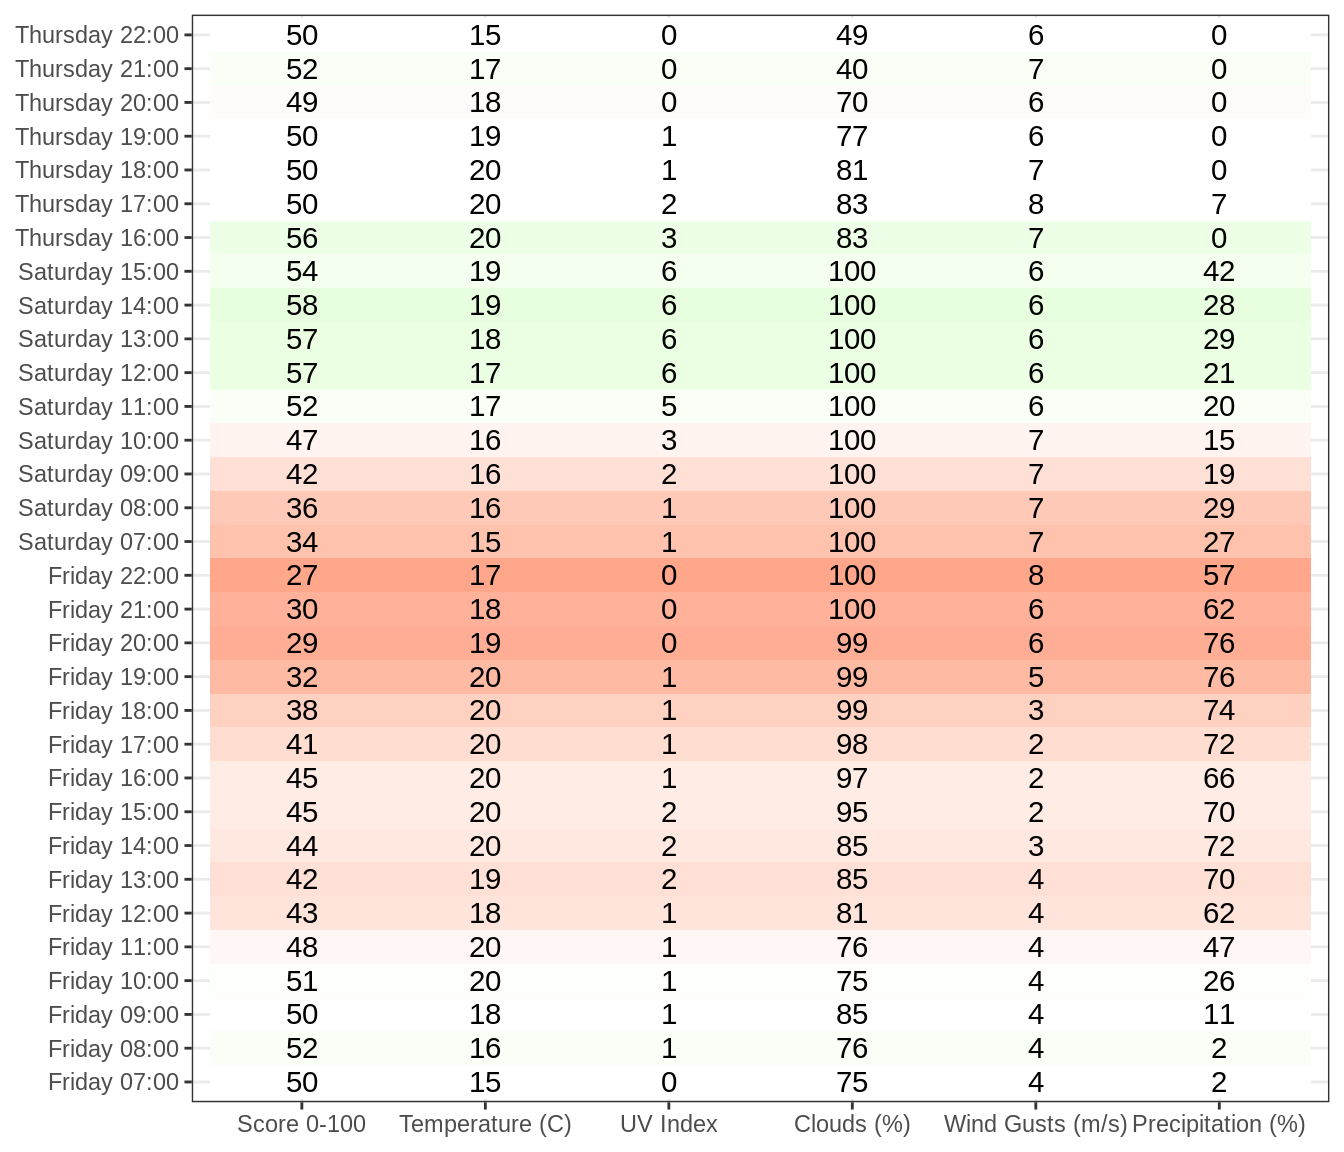 Thursday 22:00 50 15 0 49 6 0
Thursday 21:00 52 17 0 40 7 0
Thursday 20:00 49 18 0 70 6 0
Thursday 19:00 50 19 1 77 6 0
Thursday 18:00 50 20 1 81 7 0
Thursday 17:00 50 20 2 83 8 7
Thursday 16:00 56 20 3 83 7 0
Saturday 15:00 54 19 6 100 6 42
Saturday 14:00 58 19 6 100 6 28
Saturday 13:00 57 18 6 100 6 29
Saturday 12:00 57 17 6 100 6 21
Saturday 11:00 52 17 5 100 6 20
Saturday 10:00 47 16 3 100 7 15
Saturday 09:00 42 16 2 100 7 19
Saturday 08:00 36 16 1 100 7 29
Saturday 07:00 34 15 1 100 7 27
Friday 22:00 27 17 0 100 8 57
Friday 21:00 30 18 0 100 6 62
Friday 20:00 29 19 0 99 6 76
Friday 19:00 32 20 1 99 5 76
Friday 18:00 38 20 1 99 3 74
Friday 17:00 41 20 1 98 2 72
Friday 16:00 45 20 1 97 2 66
Friday 15:00 45 20 2 95 2 70
Friday 14:00 44 20 2 85 3 72
Friday 13:00 42 19 2 85 4 70
Friday 12:00 43 18 1 81 4 62
Friday 11:00 48 20 1 76 4 47
Friday 10:00 51 20 1 75 4 26
Friday 09:00 50 18 1 85 4 11
Friday 08:00 52 16 1 76 4 2
Friday 07:00 50 15 0 75 4 2
Score 0-100 Temperature (C) UV Index Clouds (%) Wind Gusts (m/s) Precipitation (%)